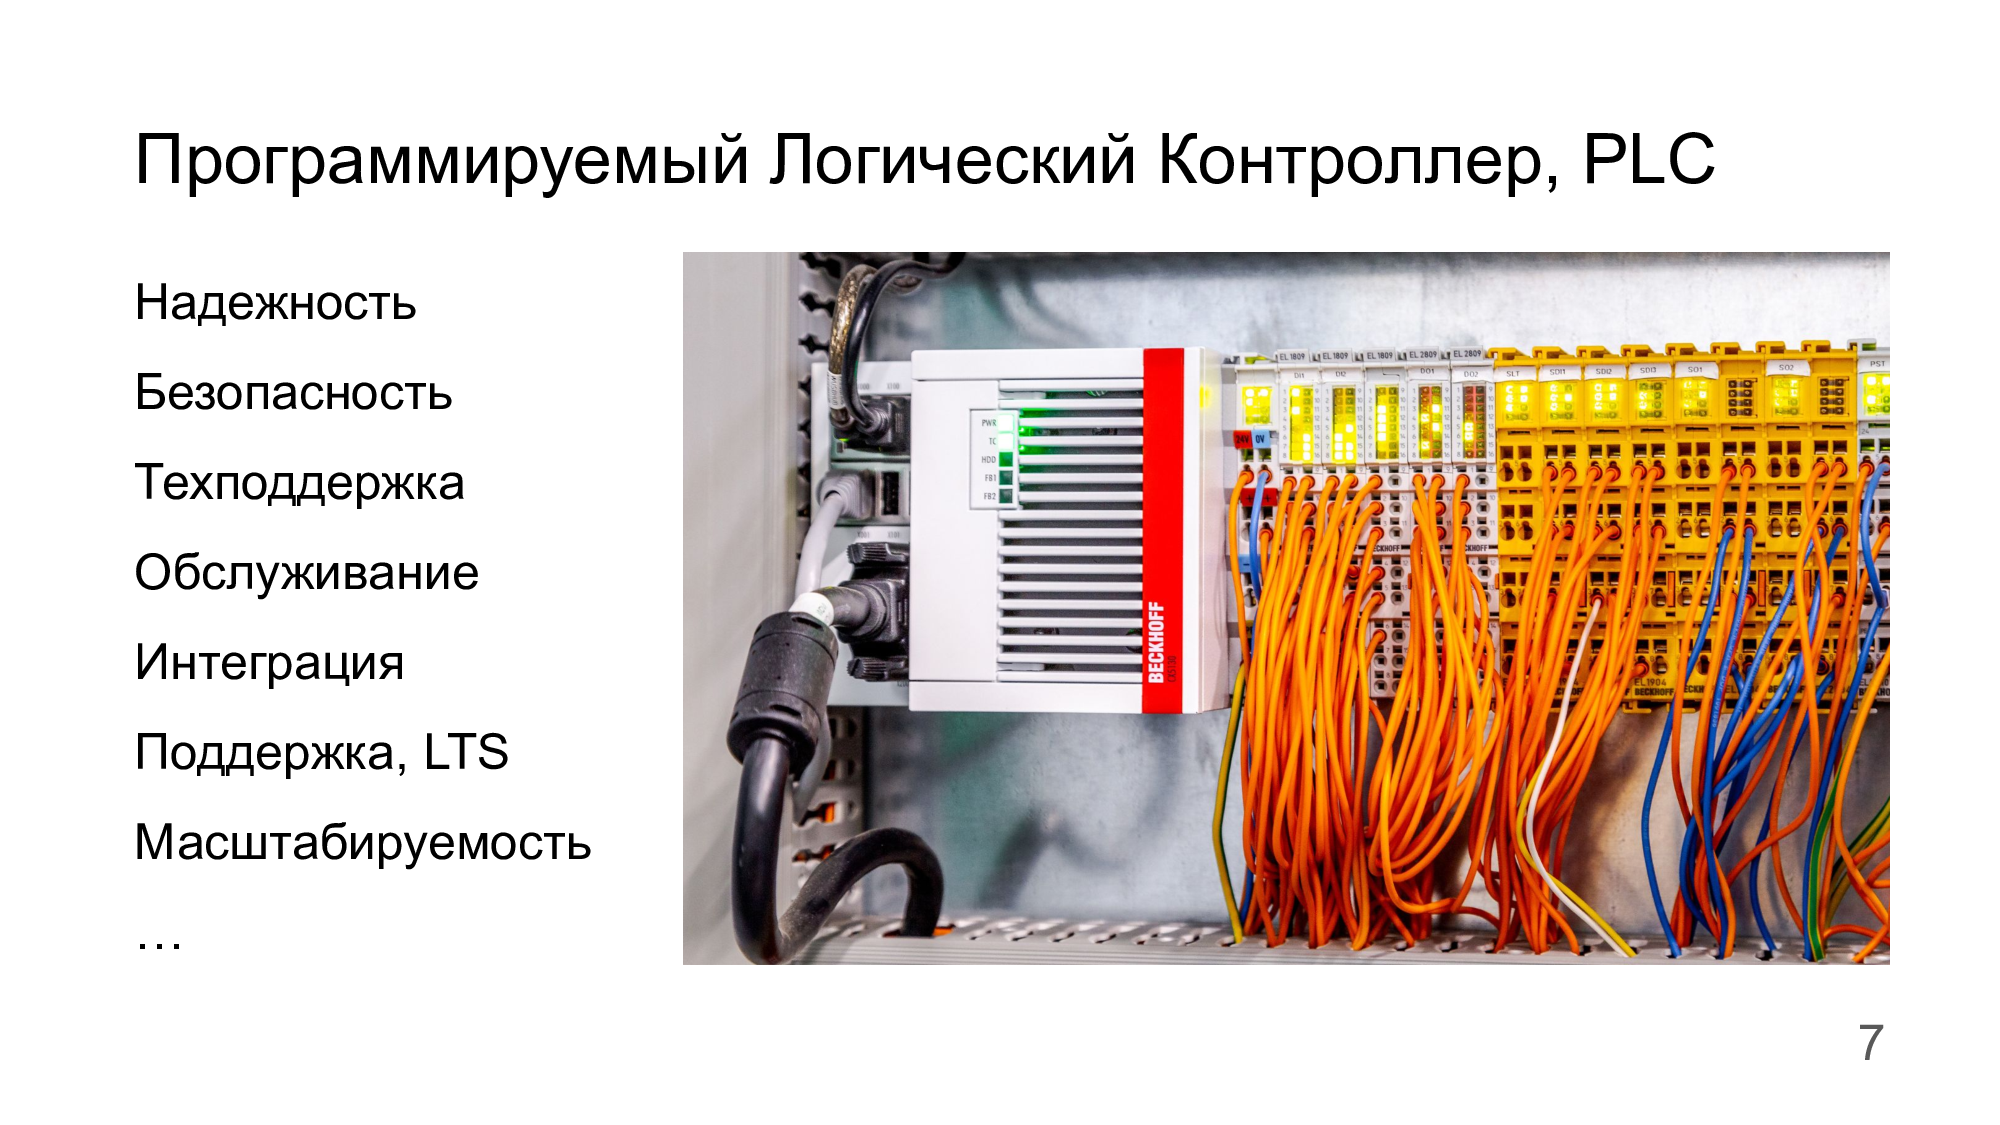 Программируемый Логический Контроллер, PLC
Надежность
Безопасность
Техподдержка
Обслуживание
Интеграция
Поддержка, LTS
Масштабируемость
…
PWR
TC
HDD
FB1
FB2
BECKHOFF
EL 1809
EL 1809
EL 1809
EL 2809
EL 2809
DI1
DI2
DO1
DO2
SLT
SDI1
SDI2
SDI3
SO1
SO2
PST
24V
0V
EL1904
BECKHOFF
7